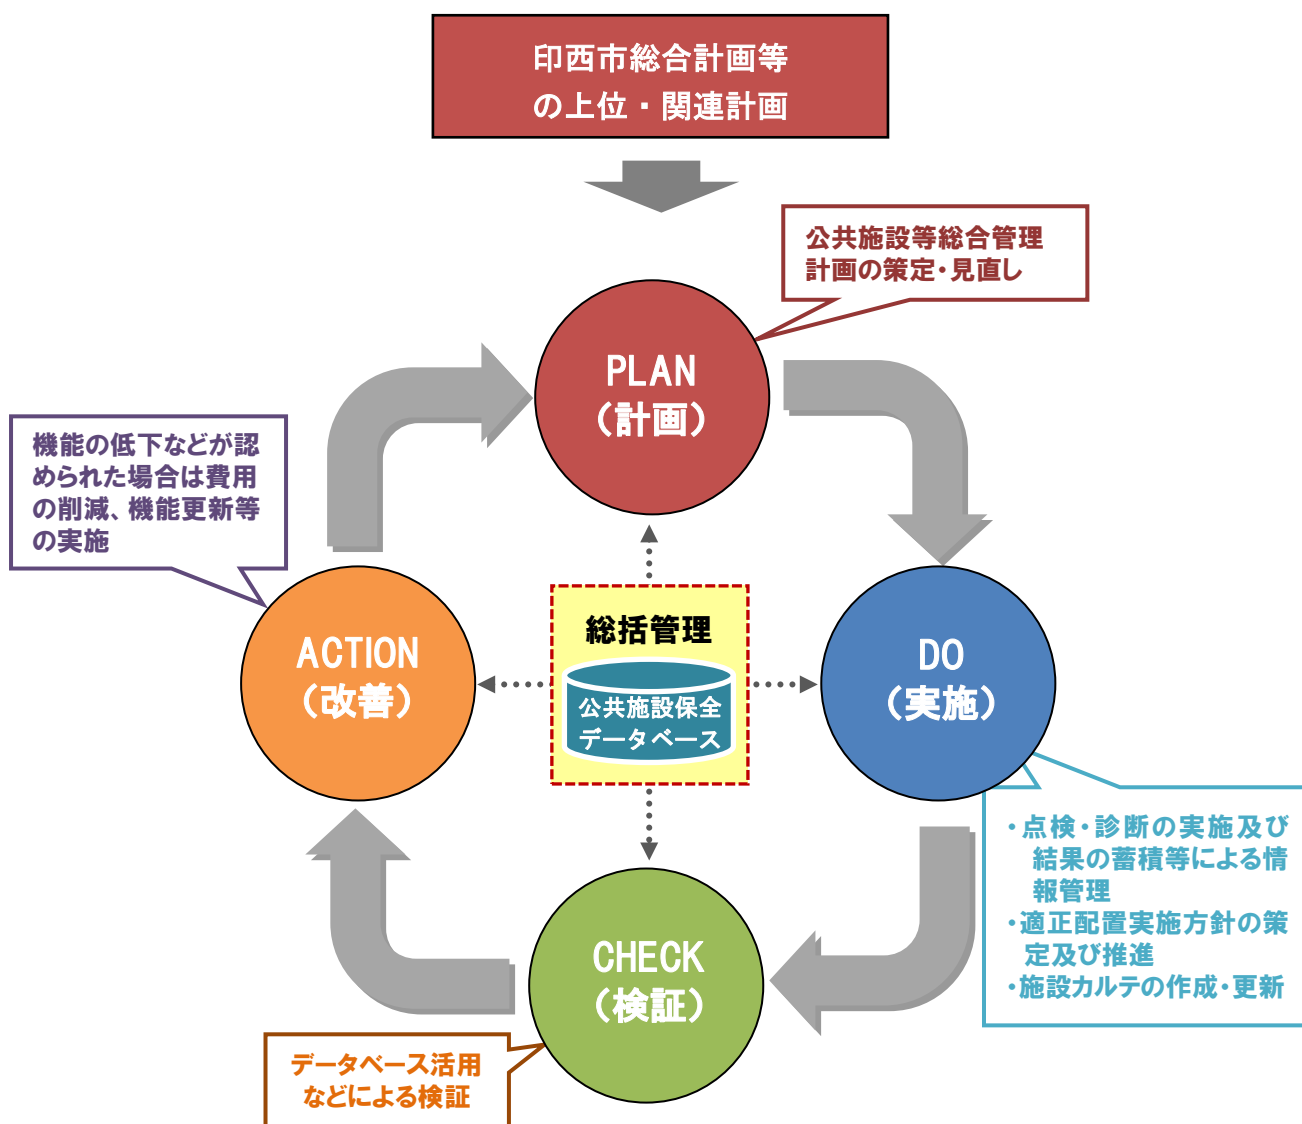 印西市総合計画等
の上位・関連計画
公共施設等総合管理
計画の策定・見直し
PLAN
（計画）
機能の低下などが認
められた場合は費用
の削減、機能更新等
の実施
ACTION
（改善）
総括管理
公共施設保全
データベース
DO
（実施）
・点検・診断の実施及び
結果の蓄積等による情
報管理
・適正配置実施方針の策
定及び推進
・施設カルテの作成・更新
CHECK
（検証）
データベース活用
などによる検証